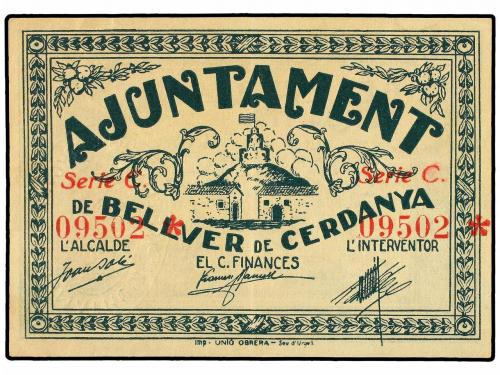 AJUNTAMENT
Serie C. Serie C.
DE BELLVER DE CERDANYA
09502 * 09502 *
L'ALCALDE EL C. FINANCES L'INTERVENTOR
Imp. UNIÓ OBRERA - Seu d'Urgell